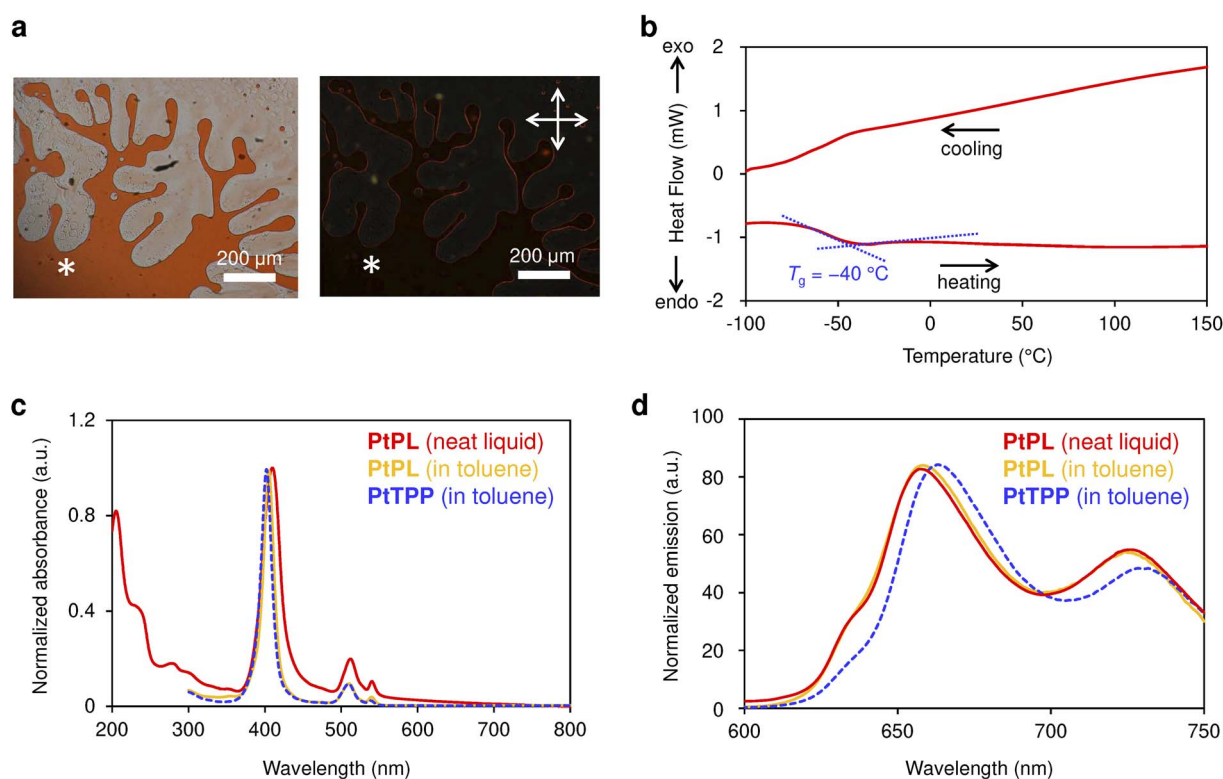 a
*
200 µm
*
200 µm
b
exo
Heat Flow (mW)
endo
2
1
0
-1
-2
cooling
heating
Tg = −40 °C
-100
-50
0
50
100
150
Temperature (°C)
c
Normalized absorbance (a.u.)
1.2
0.8
0.4
0
PtPL (neat liquid)
PtPL (in toluene)
PtTPP (in toluene)
200
300
400
500
600
700
800
Wavelength (nm)
d
Normalized emission (a.u.)
100
80
60
40
20
0
PtPL (neat liquid)
PtPL (in toluene)
PtTPP (in toluene)
600
650
700
750
Wavelength (nm)